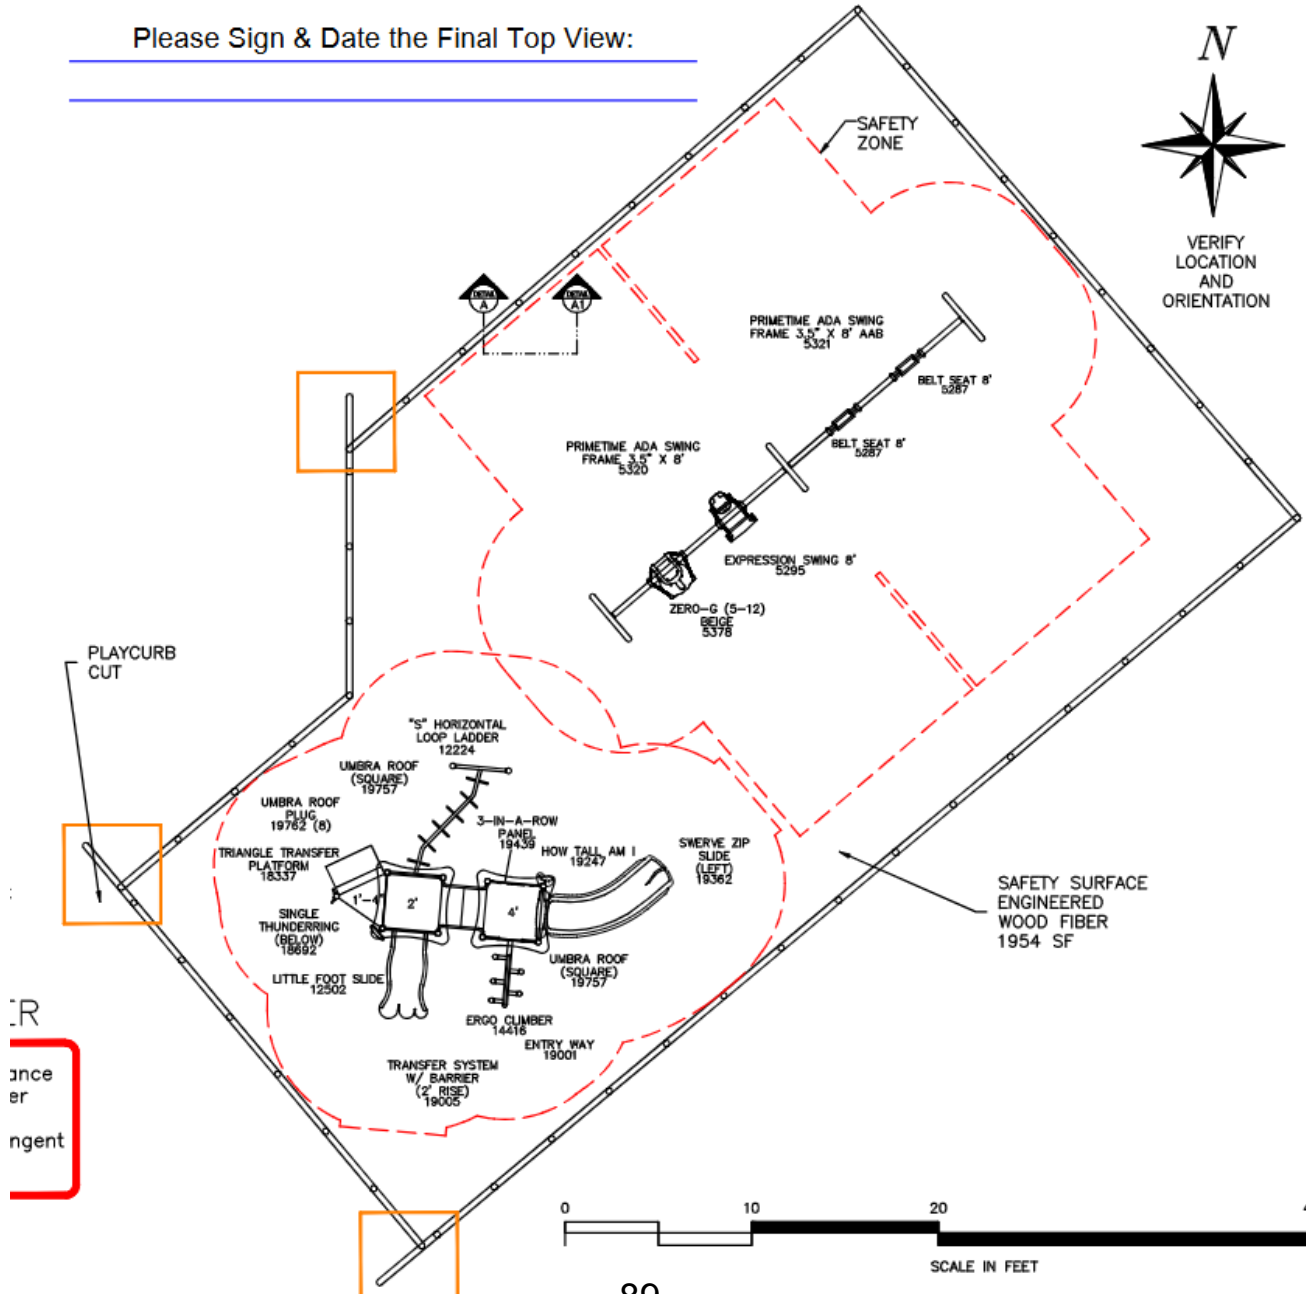 Please Sign & Date the Final Top View:
N
VERIFY
LOCATION
AND
ORIENTATION
SAFETY
ZONE
DETAIL
A
DETAIL
A1
PRIMETIME ADA SWING
FRAME 3.5" X 8' AAB
5321
BELT SEAT 8'
5287
BELT SEAT 8'
5287
PRIMETIME ADA SWING
FRAME 3.5" X 8'
5320
EXPRESSION SWING 8'
5295
ZERO-G (5-12)
BEIGE
5378
PLAYCURB
CUT
"S" HORIZONTAL
LOOP LADDER
12224
UMBRA ROOF
(SQUARE)
19757
UMBRA ROOF
PLUG
19762 (8)
3-IN-A-ROW
PANEL
19439
HOW TALL AM I
19247
SWERVE ZIP
SLIDE
(LEFT)
19362
TRIANGLE TRANSFER
PLATFORM
18337
1'-4"
2'
4'
SINGLE
THUNDERRING
(BELOW)
18692
LITTLE FOOT SLIDE
12502
UMBRA ROOF
(SQUARE)
19757
ERGO CLIMBER
14416
ENTRY WAY
19001
TRANSFER SYSTEM
W/ BARRIER
(2' RISE)
19005
SAFETY SURFACE
ENGINEERED
WOOD FIBER
1954 SF
ER
ance
er
ngent
0 10 20 4
SCALE IN FEET
89